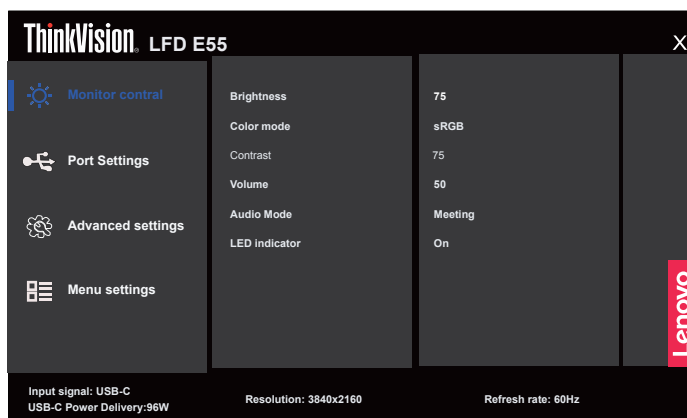 ThinkVision® LFD E55
X
Monitor contral
Port Settings
Advanced settings
Menu settings
Brightness 75
Color mode sRGB
Contrast 75
Volume 50
Audio Mode Meeting
LED indicator On
Lenovo
Input signal: USB-C
USB-C Power Delivery:96W
Resolution: 3840x2160
Refresh rate: 60Hz